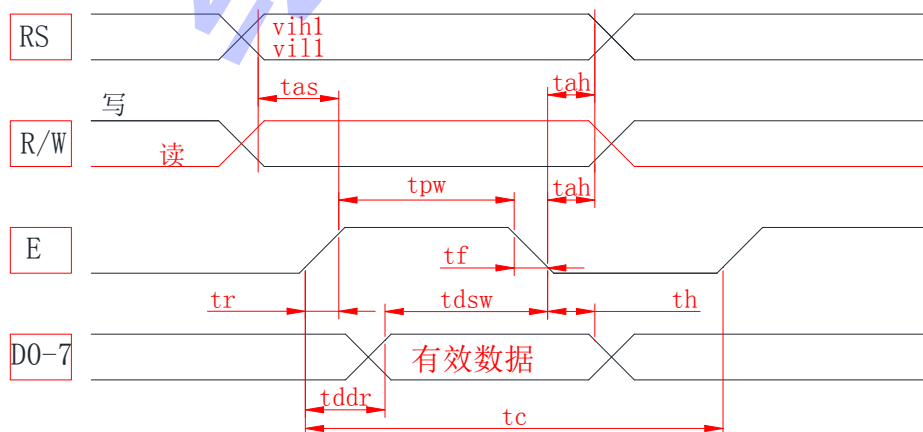 RS
vih1
vil1
tas
tah
写
R/W
读
tpw
tah
E
tf
tr
tdsw
th
D0-7
有效数据
tddr
tc